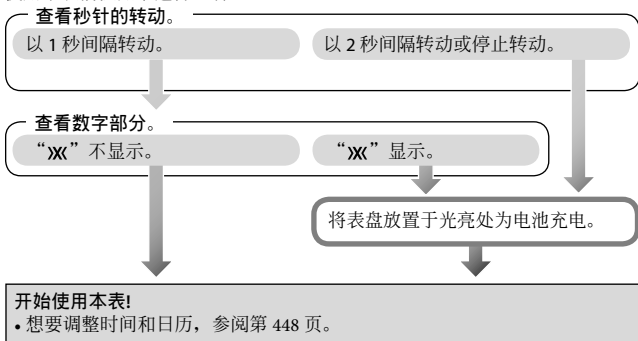 查看秒针的转动。
以 1 秒间隔转动。
以 2 秒间隔转动或停止转动。
查看数字部分。
“”不显示。
“”显示。
将表盘放置于光亮处为电池充电。
开始使用本表!
• 想要调整时间和日历，参阅第 448 页。